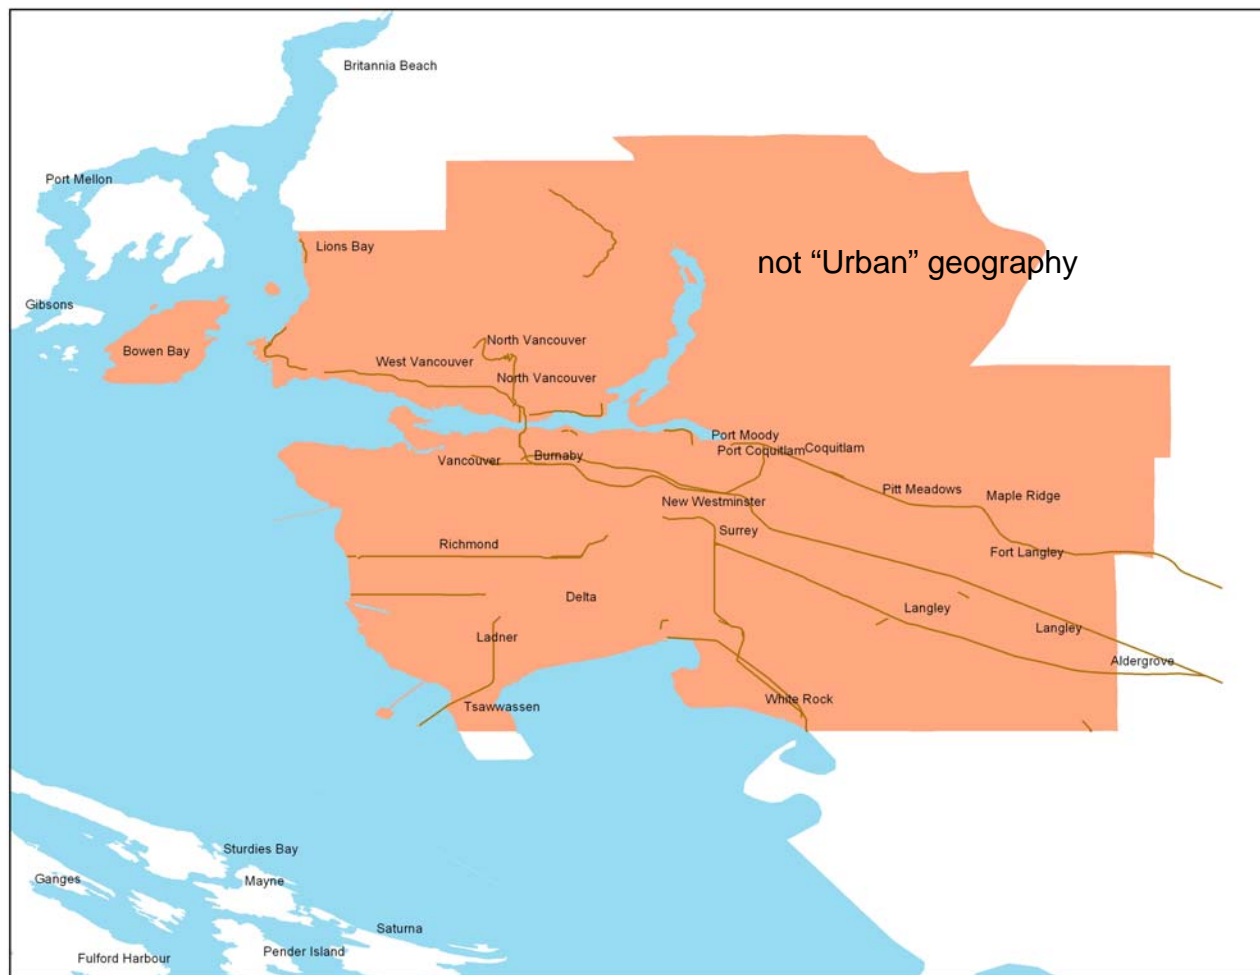 Britannia Beach
Port Mellon
Lions Bay
not “Urban” geography
Gibsons
Bowen Bay
North Vancouver
West Vancouver
North Vancouver
Port Moody
Port Coquitlam
Coquitlam
Vancouver
Burnaby
Pitt Meadows
Maple Ridge
New Westminster
Surrey
Richmond
Fort Langley
Delta
Langley
Ladner
Langley
Aldergrove
White Rock
Tsawwassen
Sturdies Bay
Ganges
Mayne
Saturna
Pender Island
Fulford Harbour